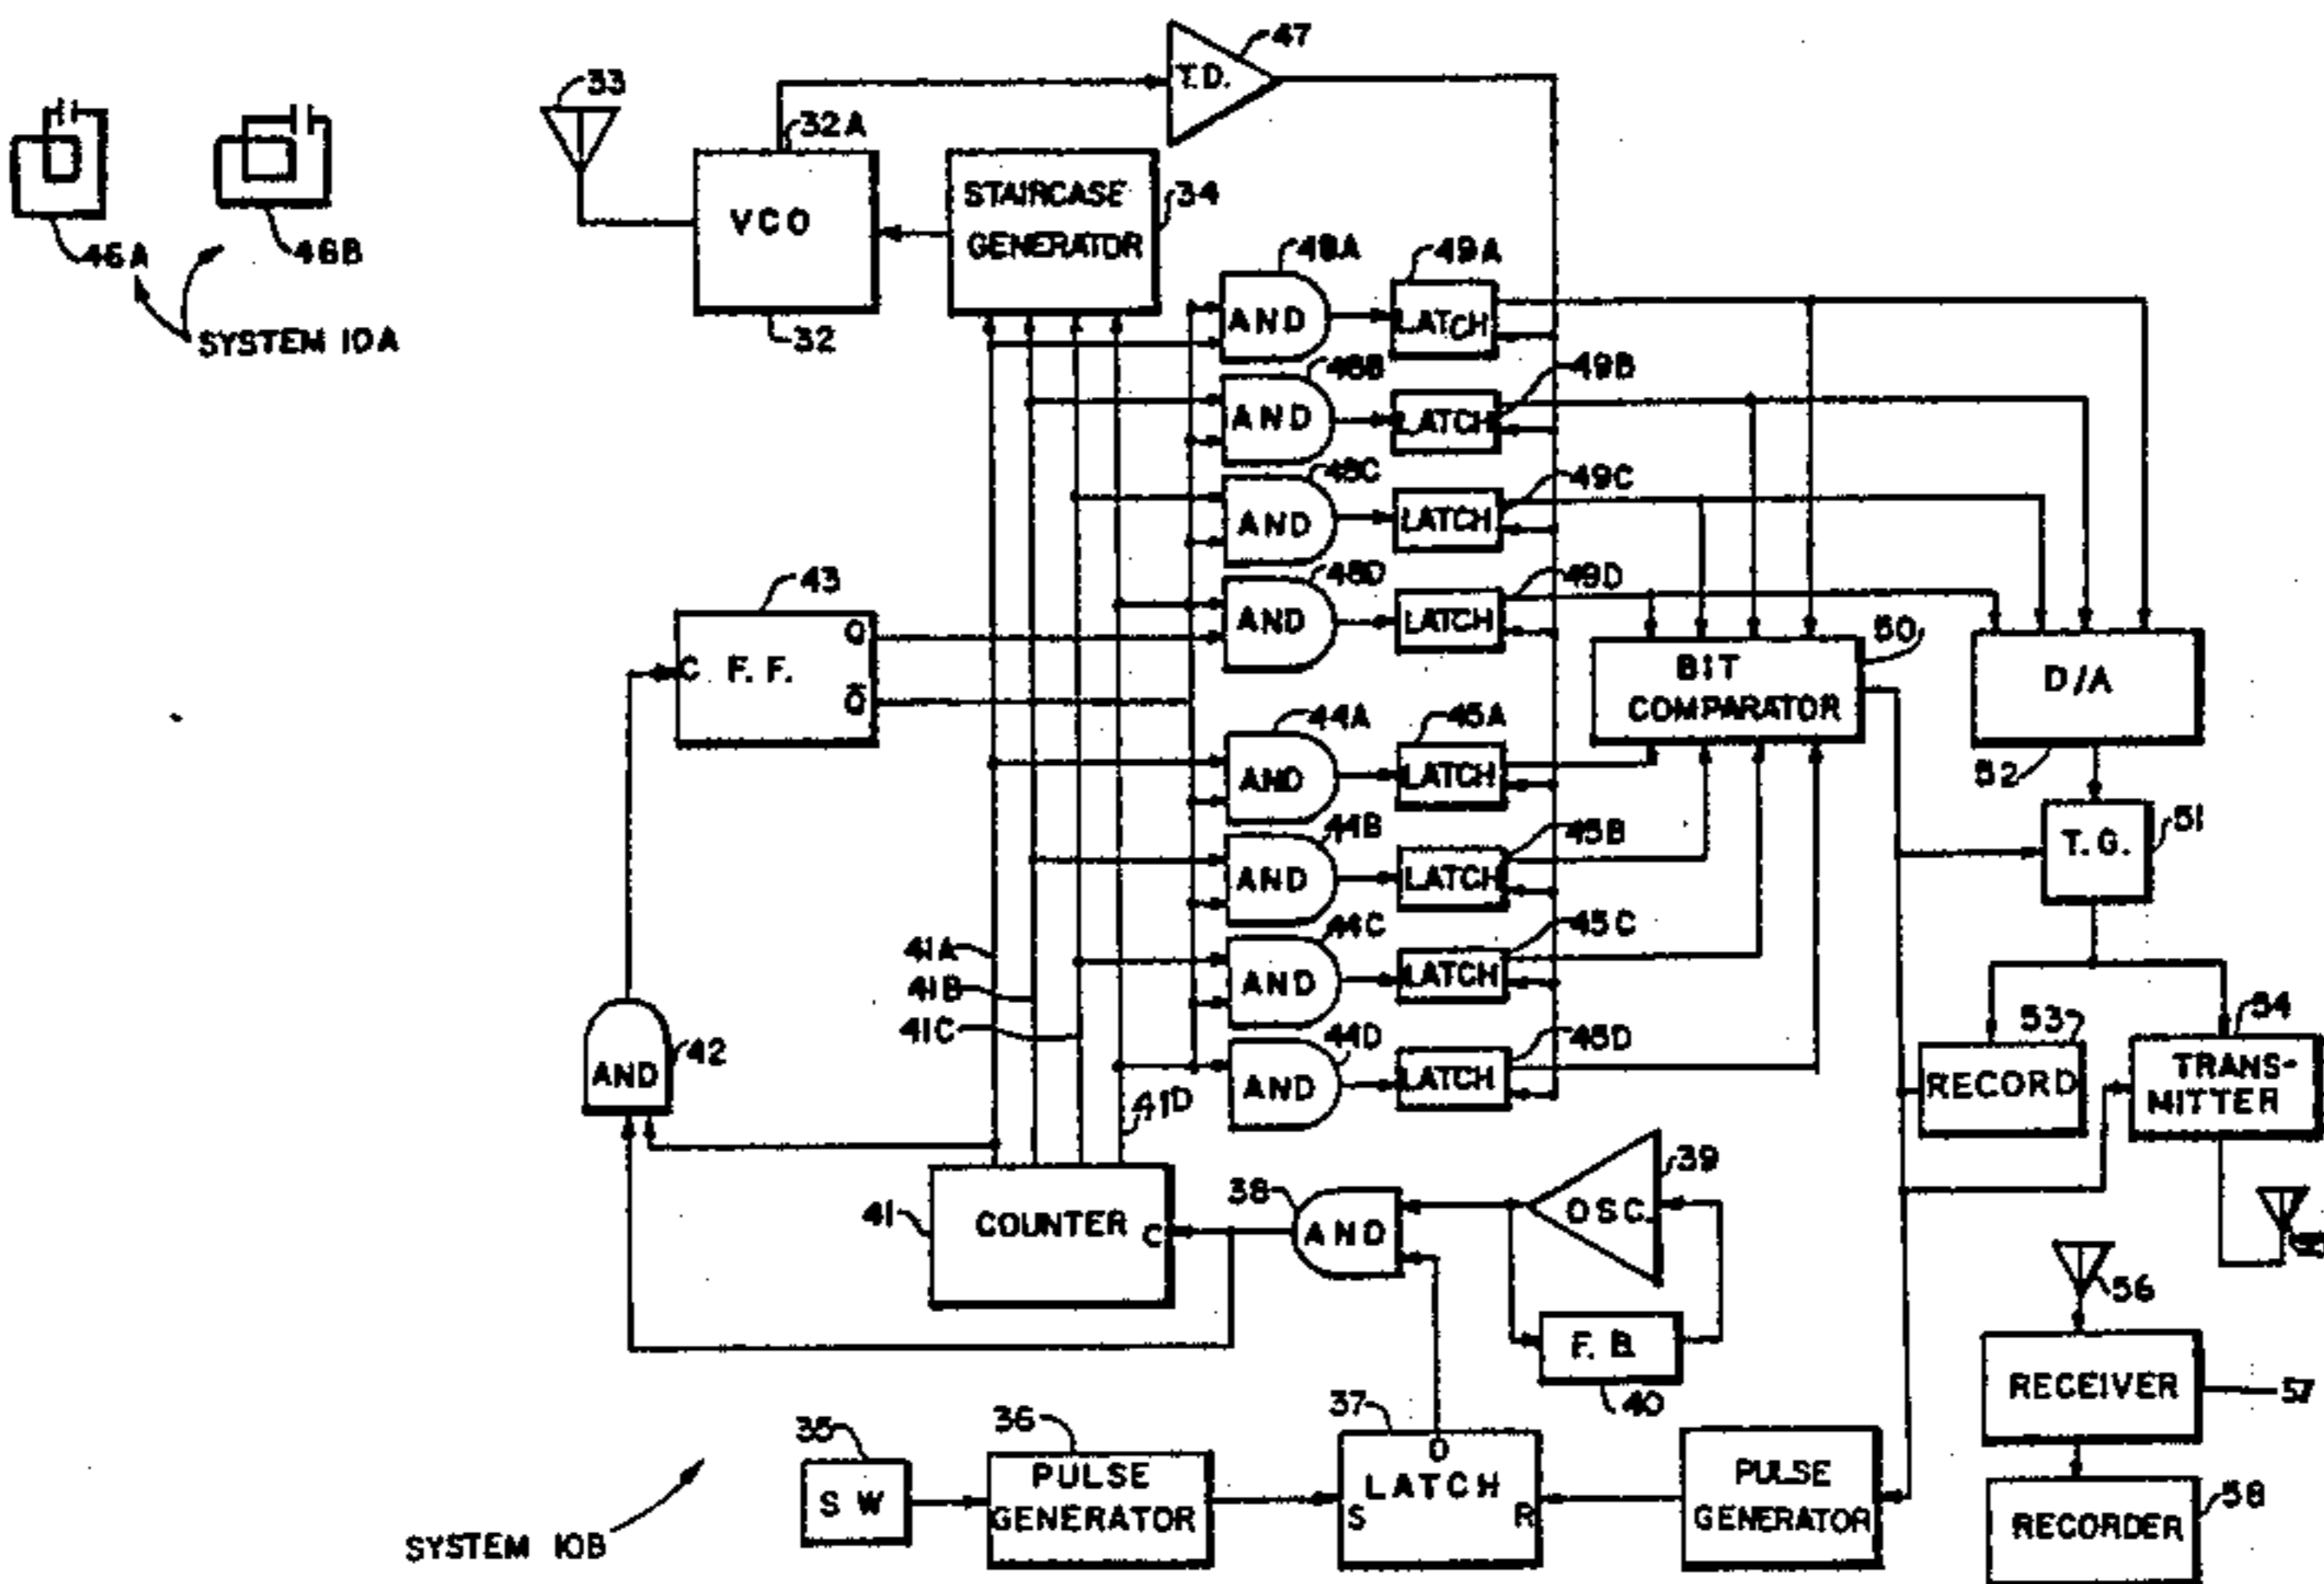 47
T.D.
33
32A
VCO
32
STAIRCASE
GENERATOR
34
46A
46B
SYSTEM 10A
48A
AND
49A
LATCH
48B
AND
49B
LATCH
48C
AND
49C
LATCH
48D
AND
49D
LATCH
43
C F.F.
Q
Q̄
44A
AND
45A
LATCH
44B
AND
45B
LATCH
44C
AND
45C
LATCH
44D
AND
45D
LATCH
50
BIT
COMPARATOR
D/A
52
T.G.
51
53
RECORD
54
TRANS-
MITTER
41A
41B
41C
41D
AND
42
41
COUNTER
C
38
AND
39
OSC.
F.B.
40
56
RECEIVER
57
RECORDER
58
35
SW
36
PULSE
GENERATOR
37
O
LATCH
S
R
PULSE
GENERATOR
SYSTEM 10B